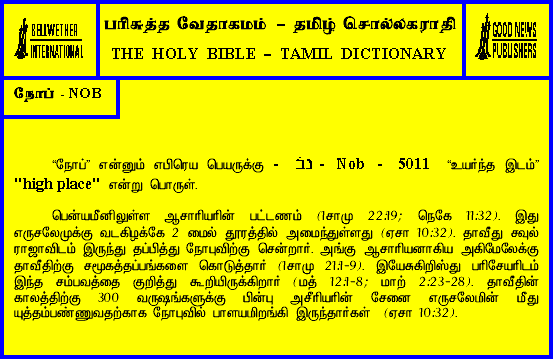 BELLWETHER
INTERNATIONAL
பரிசுத்த வேதாகமம் – தமிழ் சொல்லகராதி
THE HOLY BIBLE – TAMIL DICTIONARY
GOOD NEWS
PUBLISHERS
நோப் - NOB
“நோப்” என்னும் எபிரெய பெயருக்கு - נֹב - Nob - 5011 “உயர்ந்த இடம்”
"high place" என்று பொருள்.
பென்யமீனிலுள்ள ஆசாரியரின் பட்டணம் (1சாமு 22:19; நெகே 11:32). இது
எருசலேமுக்கு வடகிழக்கே 2 மைல் தூரத்தில் அமைந்துள்ளது (ஏசா 10:32). தாவீது சவுல்
ராஜாவிடம் இருந்து தப்பித்து நோபுவிற்கு சென்றார். அங்கு ஆசாரியனாகிய அகிமேலேக்கு
தாவீதிற்கு சமூகத்தப்பங்களை கொடுத்தார் (1சாமு 21:1-9). இயேசுகிறிஸ்து பரிசேயரிடம்
இந்த சம்பவத்தை குறித்து கூறியிருக்கிறார் (மத் 12:1-8; மாற் 2:23-28). தாவீதின்
காலத்திற்கு 300 வருஷங்களுக்கு பின்பு அசீரியரின் சேனை எருசலேமின் மீது
யுத்தம்பண்ணுவதற்காக நோபுவில் பாளயமிறங்கி இருந்தார்கள் (ஏசா 10:32).